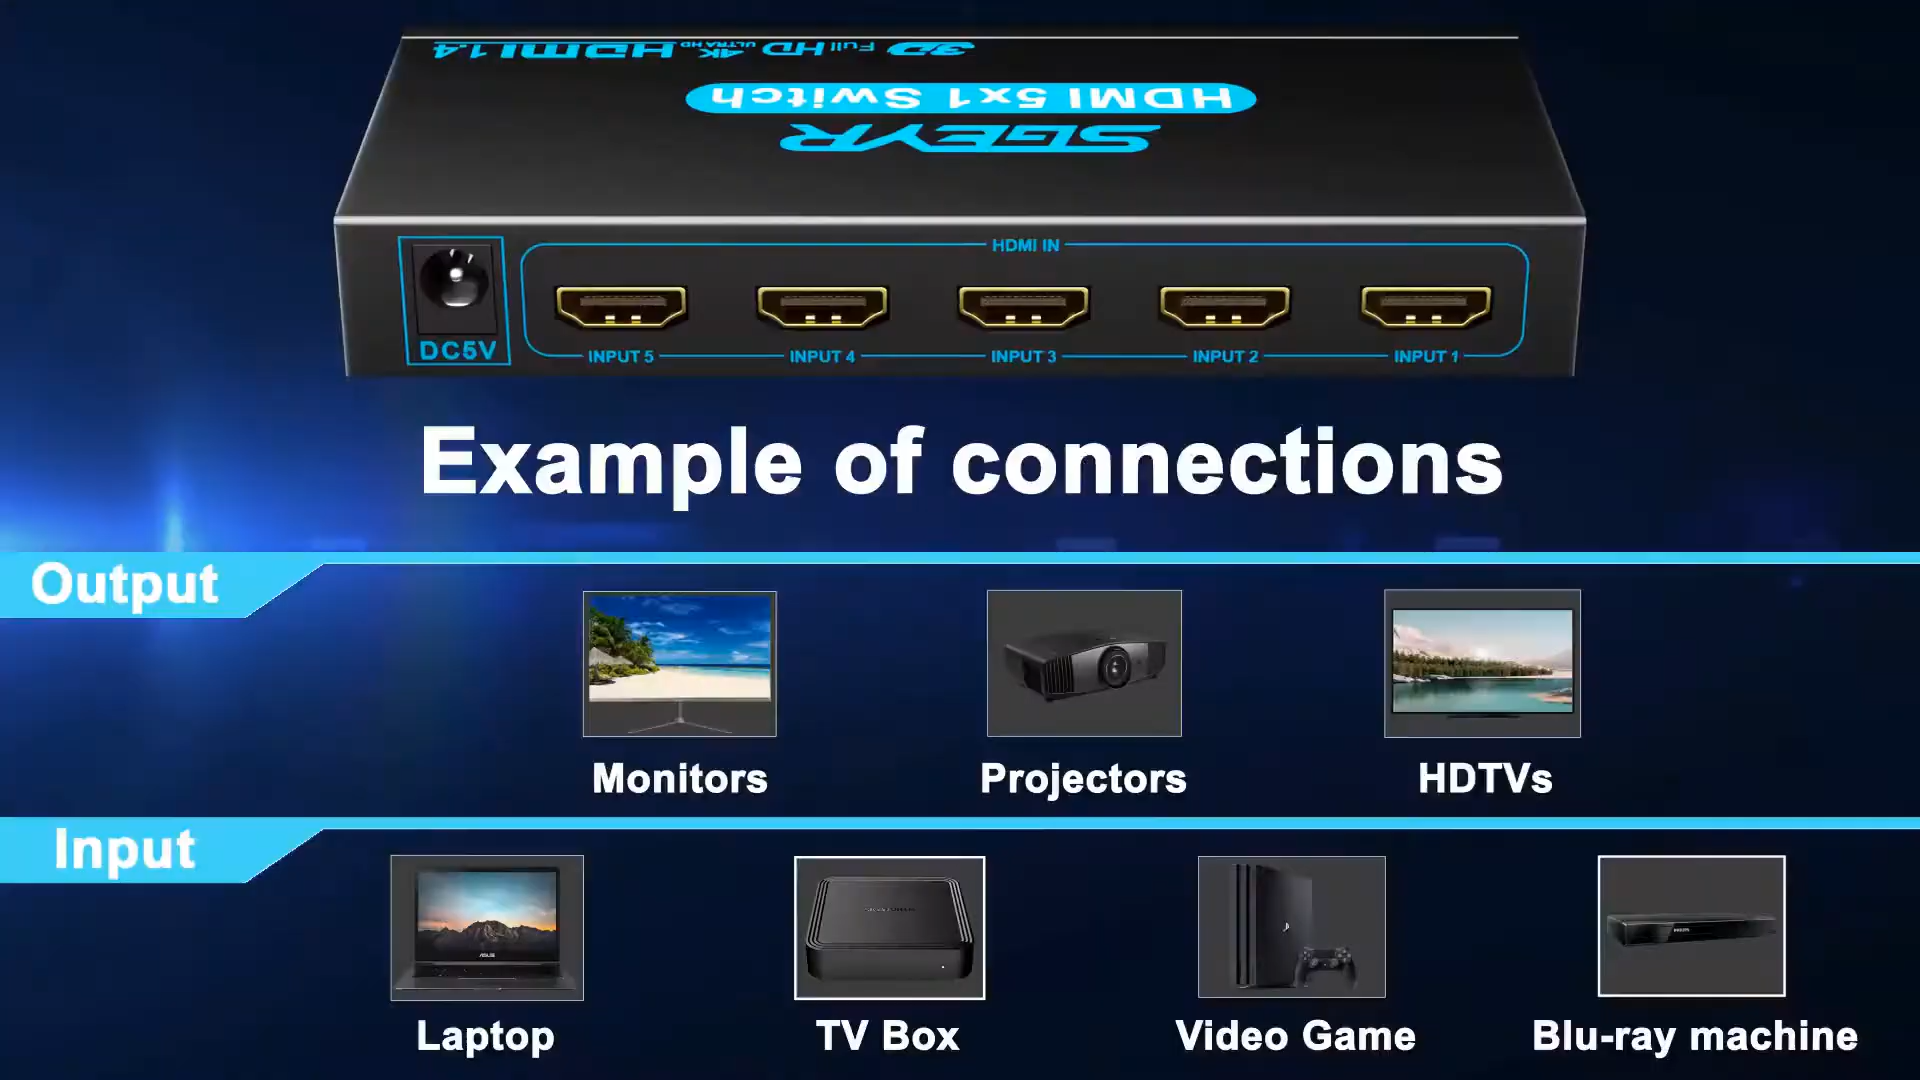 HDMI 1.4 4K ULTRA HD Full HD 3D
HDMI 5x1 Switch
SGEYR
HDMI IN
DC5V
INPUT 5
INPUT 4
INPUT 3
INPUT 2
INPUT 1
Example of connections
Output
Monitors
Projectors
HDTVs
Input
ASUS
PHILIPS
Laptop
TV Box
Video Game
Blu-ray machine